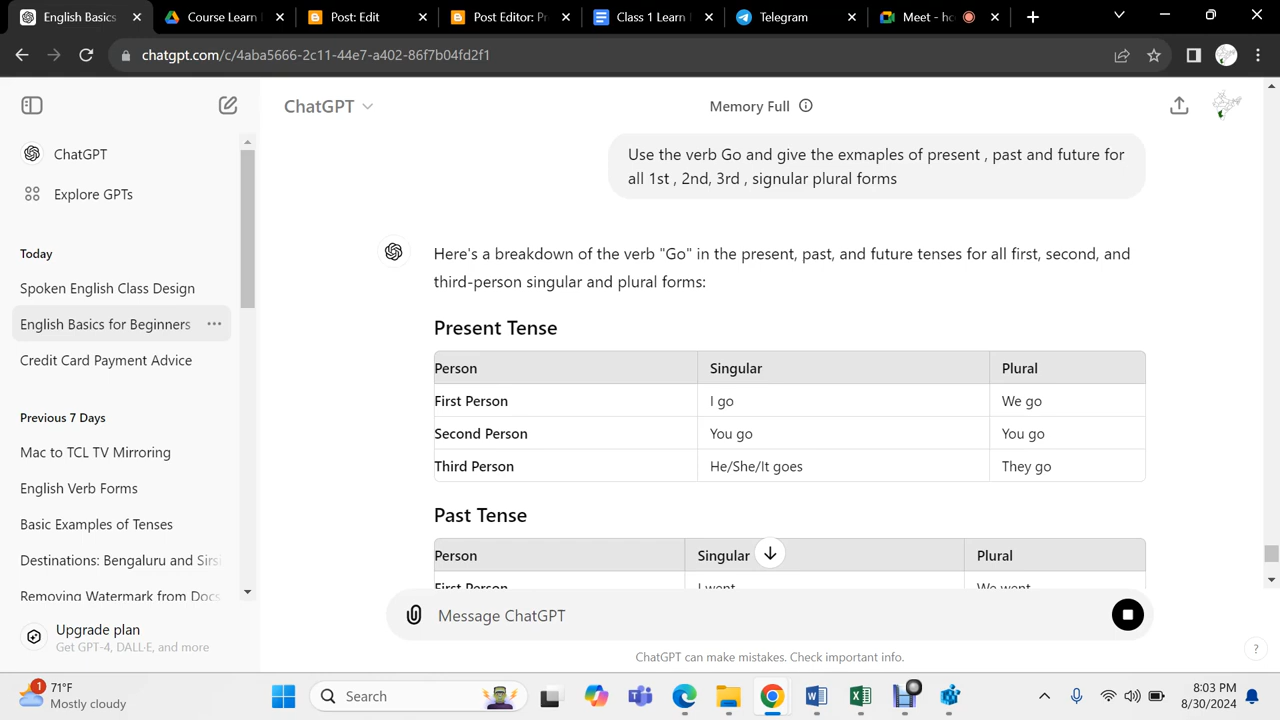 English Basics
Course Learn
Post: Edit
Post Editor: Pr
Class 1 Learn
Telegram
Meet - ho
chatgpt.com/c/4aba5666-2c11-44e7-a402-86f7b04fd2f1
ChatGPT
Memory Full
ChatGPT
Explore GPTs
Today
Spoken English Class Design
English Basics for Beginners
Credit Card Payment Advice
Previous 7 Days
Mac to TCL TV Mirroring
English Verb Forms
Basic Examples of Tenses
Destinations: Bengaluru and Sirsi
Removing Watermark from Docs
Upgrade plan
Get GPT-4, DALL·E, and more
Use the verb Go and give the exmaples of present , past and future for
all 1st , 2nd, 3rd , signular plural forms
Here's a breakdown of the verb "Go" in the present, past, and future tenses for all first, second, and
third-person singular and plural forms:
Present Tense
Person Singular Plural
First Person I go We go
Second Person You go You go
Third Person He/She/It goes They go
Past Tense
Person Singular Plural
First Person I went We went
Message ChatGPT
ChatGPT can make mistakes. Check important info.
?
1
71°F
Mostly cloudy
Search
8:03 PM
8/30/2024